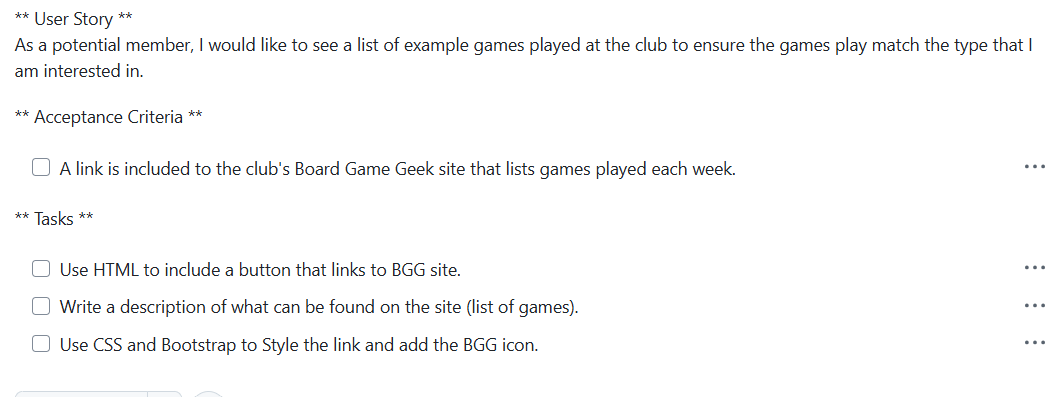 ** User Story **
As a potential member, I would like to see a list of example games played at the club to ensure the games play match the type that I
am interested in.
** Acceptance Criteria **
A link is included to the club's Board Game Geek site that lists games played each week.
** Tasks **
Use HTML to include a button that links to BGG site.
Write a description of what can be found on the site (list of games).
Use CSS and Bootstrap to Style the link and add the BGG icon.